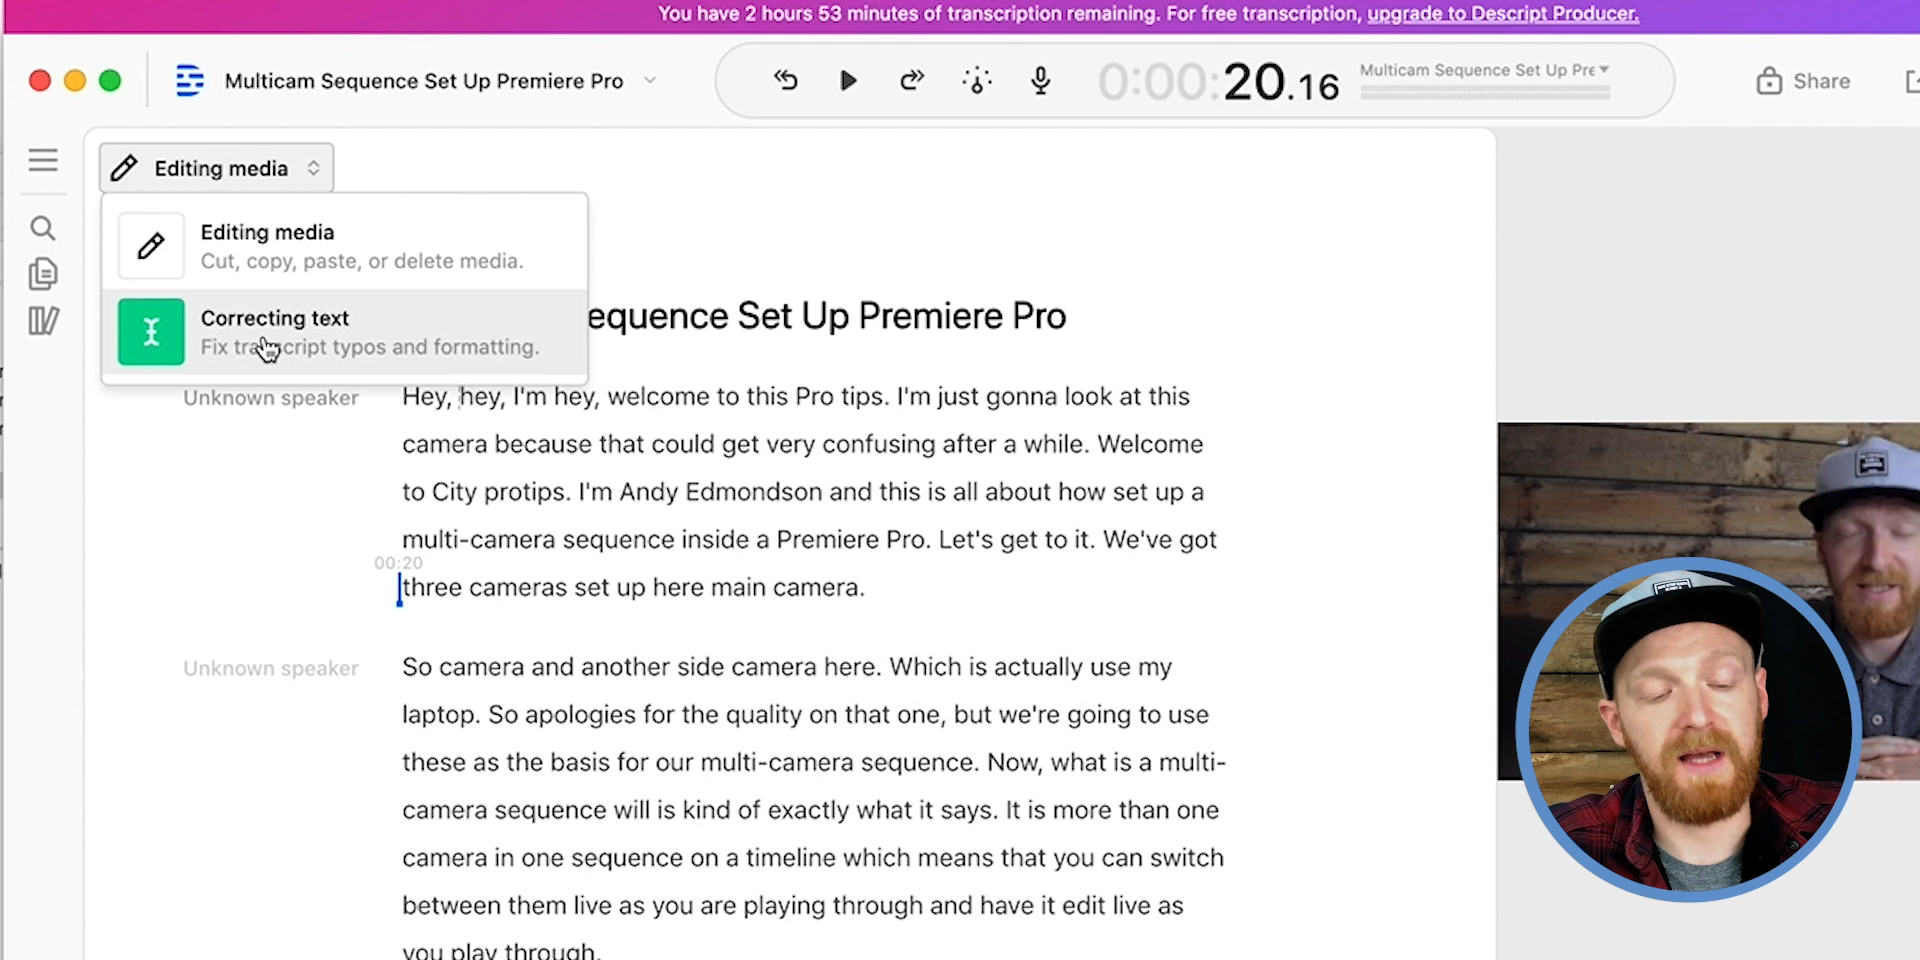 You have 2 hours 53 minutes of transcription remaining. For free transcription, upgrade to Descript Producer.
Multicam Sequence Set Up Premiere Pro
0:00:20.16
Multicam Sequence Set Up Pre
Share
Editing media
Editing media
Cut, copy, paste, or delete media.
Correcting text
Fix transcript typos and formatting.
equence Set Up Premiere Pro
Unknown speaker
Hey, hey, I'm hey, welcome to this Pro tips. I'm just gonna look at this
camera because that could get very confusing after a while. Welcome
to City protips. I'm Andy Edmondson and this is all about how set up a
multi-camera sequence inside a Premiere Pro. Let's get to it. We've got
00:20
three cameras set up here main camera.
Unknown speaker
So camera and another side camera here. Which is actually use my
laptop. So apologies for the quality on that one, but we're going to use
these as the basis for our multi-camera sequence. Now, what is a multi-
camera sequence will is kind of exactly what it says. It is more than one
camera in one sequence on a timeline which means that you can switch
between them live as you are playing through and have it edit live as
you play through.